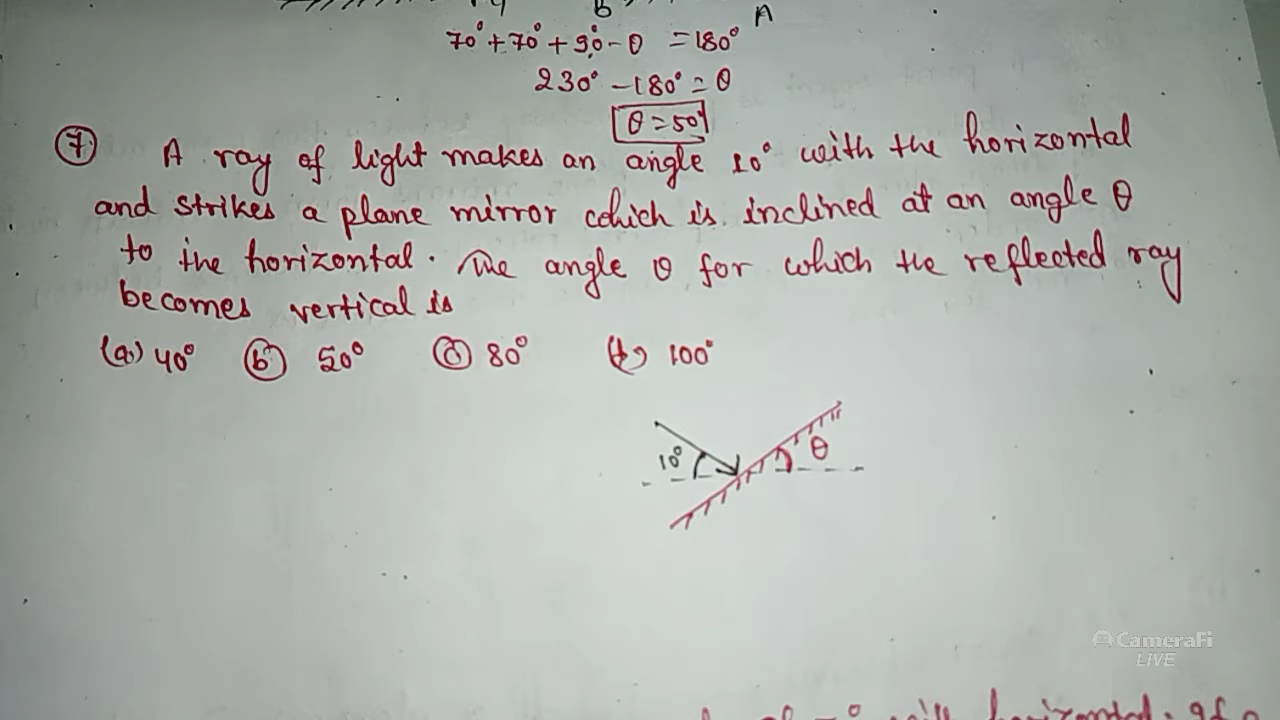 B
A
70° + 70° + 90 - θ = 180°
230° - 180° = θ
θ = 50°
7. A ray of light makes an angle 10° with the horizontal
and strikes a plane mirror which is inclined at an angle θ
to the horizontal. The angle θ for which the reflected ray
becomes vertical is
(a) 40° (b) 50° (c) 80° 100°
10° θ
CameraFi
LIVE
horizontal.